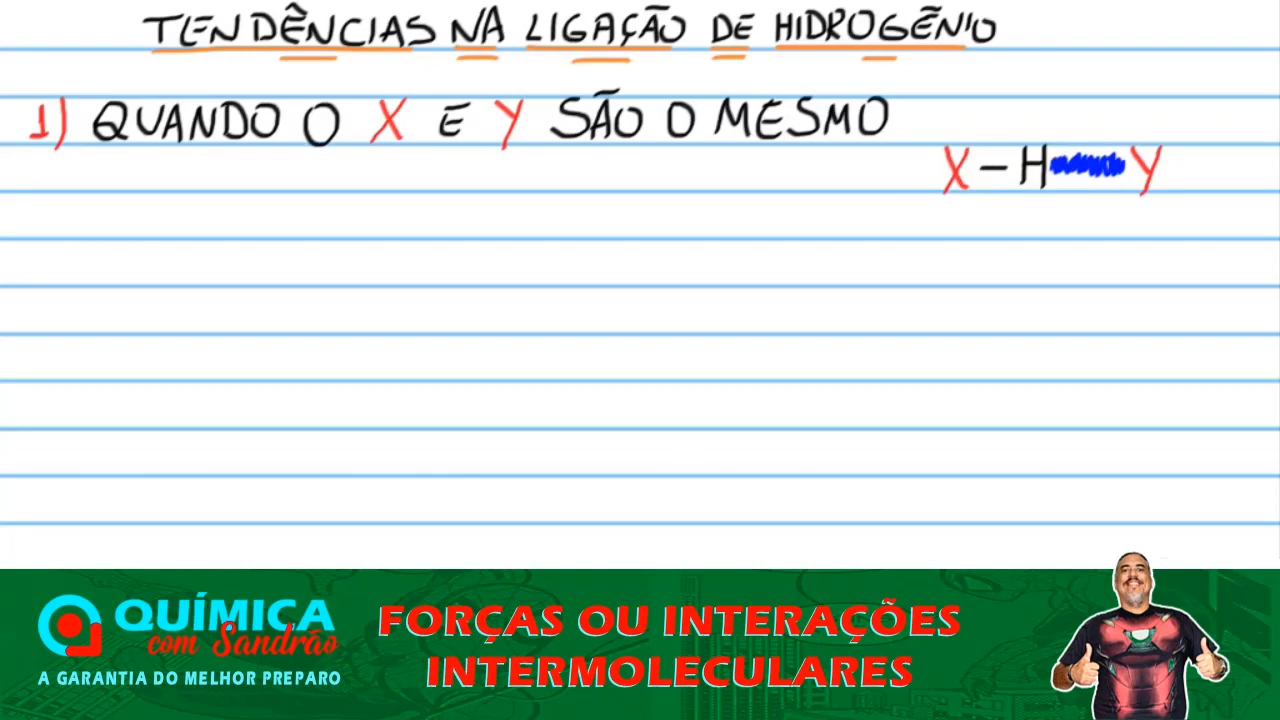 TENDÊNCIAS NA LIGAÇÃO DE HIDROGÊNIO
1) QUANDO O X E Y SÃO O MESMO
X – H Y
QUÍMICA
com Sandrão
A GARANTIA DO MELHOR PREPARO
FORÇAS OU INTERAÇÕES
INTERMOLECULARES